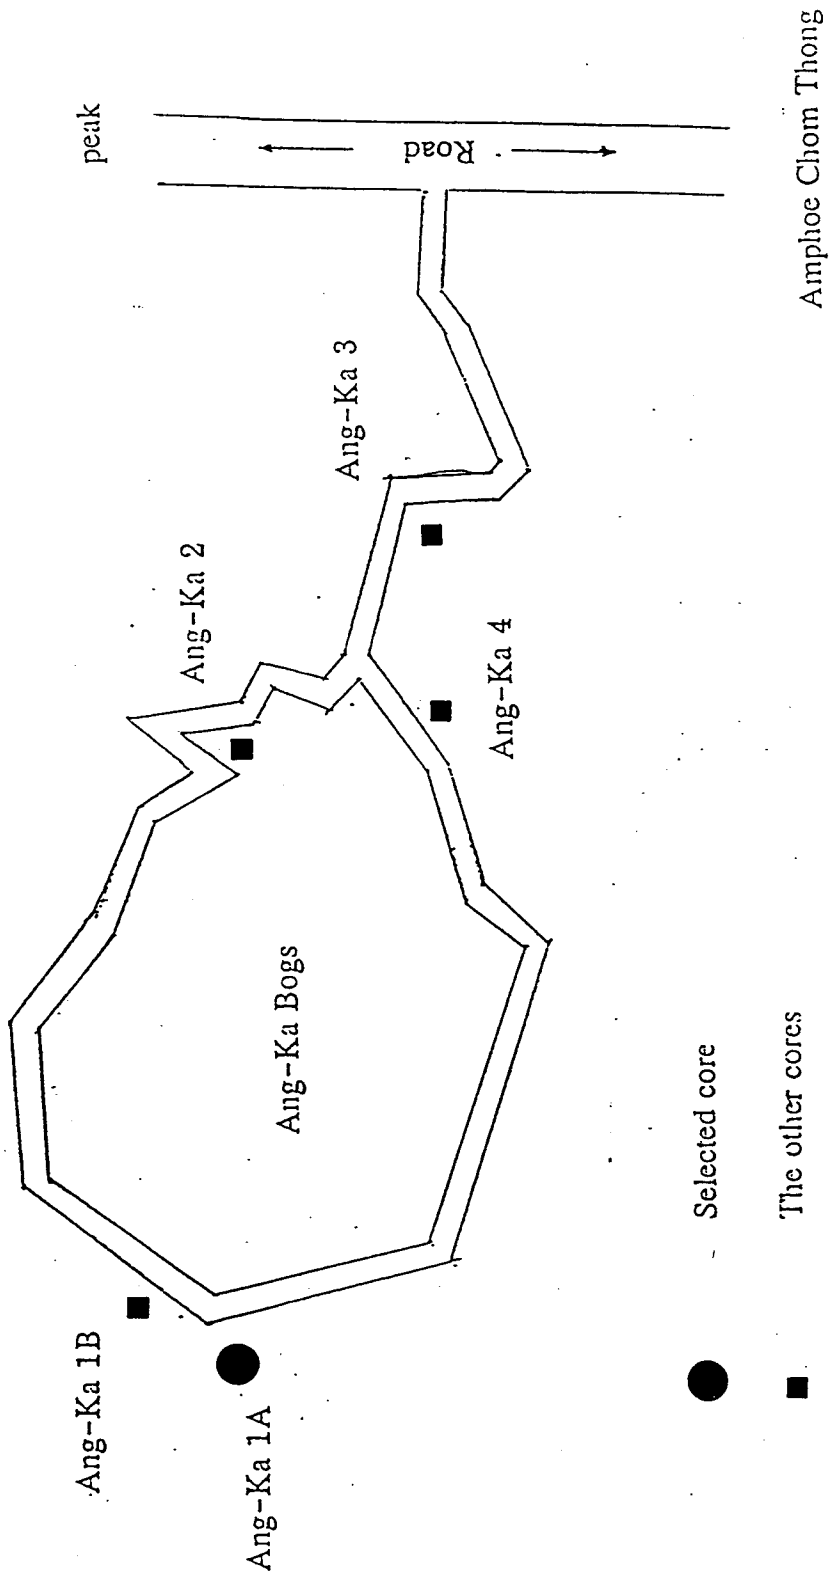 peak
Road
Amphoe Chom Thong
Ang-Ka 3
Ang-Ka 2
Ang-Ka 4
Ang-Ka Bogs
Ang-Ka 1B
Ang-Ka 1A
Selected core
The other cores